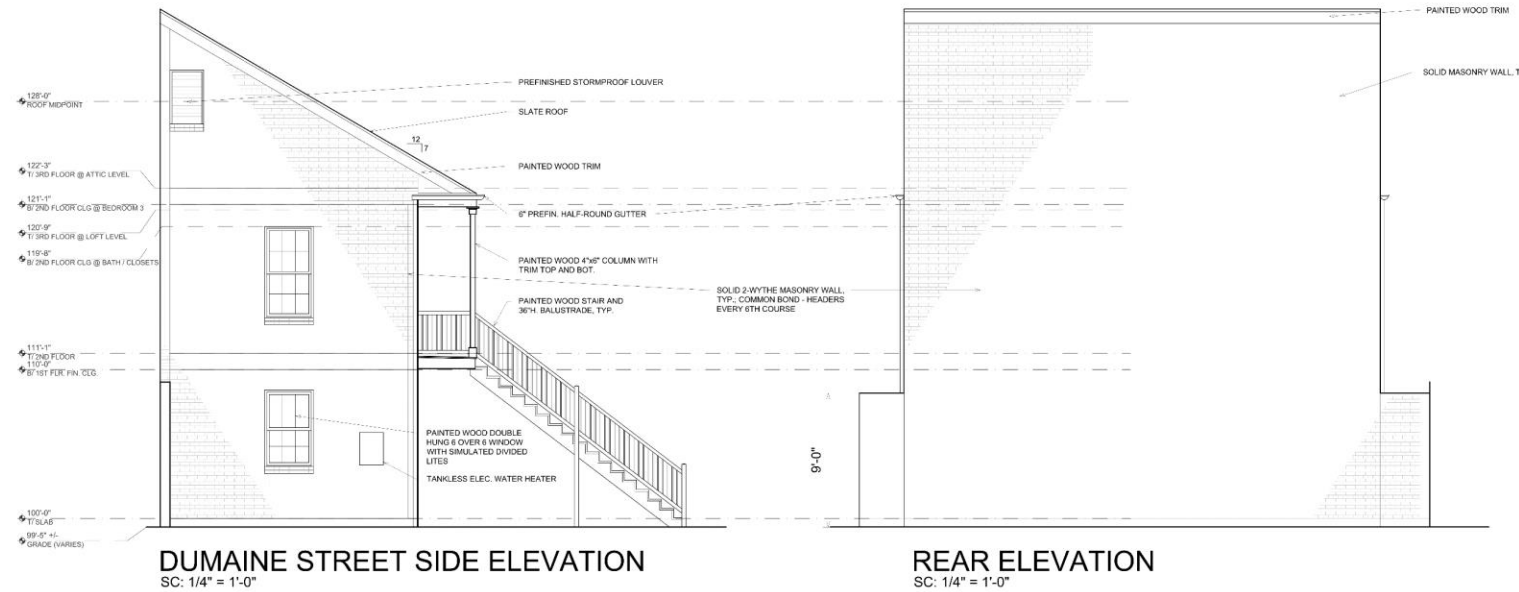 PAINTED WOOD TRIM
SOLID MASONRY WALL, T
PREFINISHED STORMPROOF LOUVER
128'-0"
ROOF MIDPOINT
SLATE ROOF
12
7
122'-3"
T/ 3RD FLOOR @ ATTIC LEVEL
PAINTED WOOD TRIM
121'-1"
B/ 2ND FLOOR CLG @ BEDROOM 3
6" PREFIN. HALF-ROUND GUTTER
120'-9"
T/ 3RD FLOOR @ LOFT LEVEL
119'-8"
B/ 2ND FLOOR CLG @ BATH / CLOSETS
PAINTED WOOD 4"x6" COLUMN WITH
TRIM TOP AND BOT.
SOLID 2-WYTHE MASONRY WALL,
TYP.; COMMON BOND - HEADERS
EVERY 6TH COURSE
PAINTED WOOD STAIR AND
36"H. BALUSTRADE, TYP.
111'-1"
T/ 2ND FLOOR
110'-0"
B/ 1ST FLR. FIN. CLG.
PAINTED WOOD DOUBLE
HUNG 6 OVER 6 WINDOW
WITH SIMULATED DIVIDED
LITES
TANKLESS ELEC. WATER HEATER
9'-0"
100'-0"
T/ SLAB
99'-6" +/-
GRADE (VARIES)
DUMAINE STREET SIDE ELEVATION
SC: 1/4" = 1'-0"
REAR ELEVATION
SC: 1/4" = 1'-0"